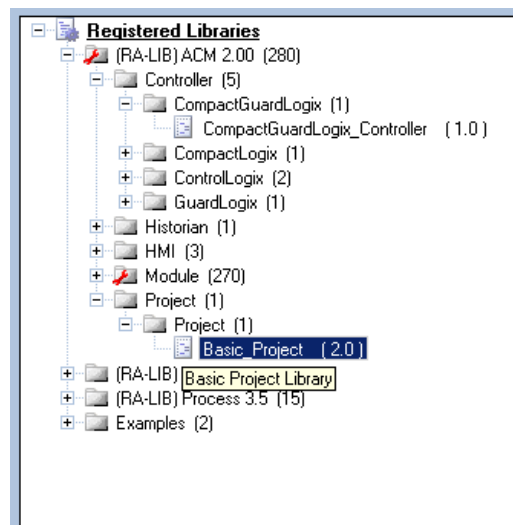 Registered Libraries
(RA-LIB) ACM 2.00 (280)
Controller (5)
CompactGuardLogix (1)
CompactGuardLogix_Controller ( 1.0 )
CompactLogix (1)
ControlLogix (2)
GuardLogix (1)
Historian (1)
HMI (3)
Module (270)
Project (1)
Project (1)
Basic_Project ( 2.0 )
(RA-LIB) Basic Project Library
(RA-LIB) Process 3.5 (15)
Examples (2)